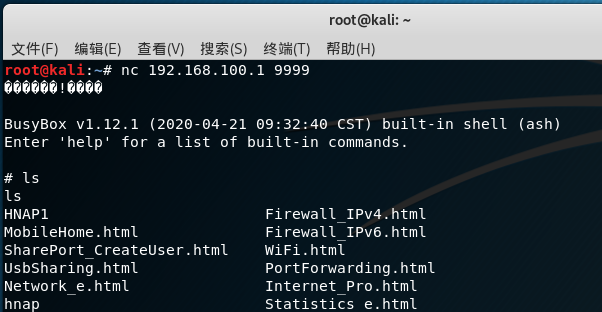 root@kali: ~
文件(F) 编辑(E) 查看(V) 搜索(S) 终端(T) 帮助(H)
root@kali:~# nc 192.168.100.1 9999
������!����
BusyBox v1.12.1 (2020-04-21 09:32:40 CST) built-in shell (ash)
Enter 'help' for a list of built-in commands.
# ls
ls
HNAP1 Firewall_IPv4.html
MobileHome.html Firewall_IPv6.html
SharePort_CreateUser.html WiFi.html
UsbSharing.html PortForwarding.html
Network_e.html Internet_Pro.html
hnap Statistics_e.html